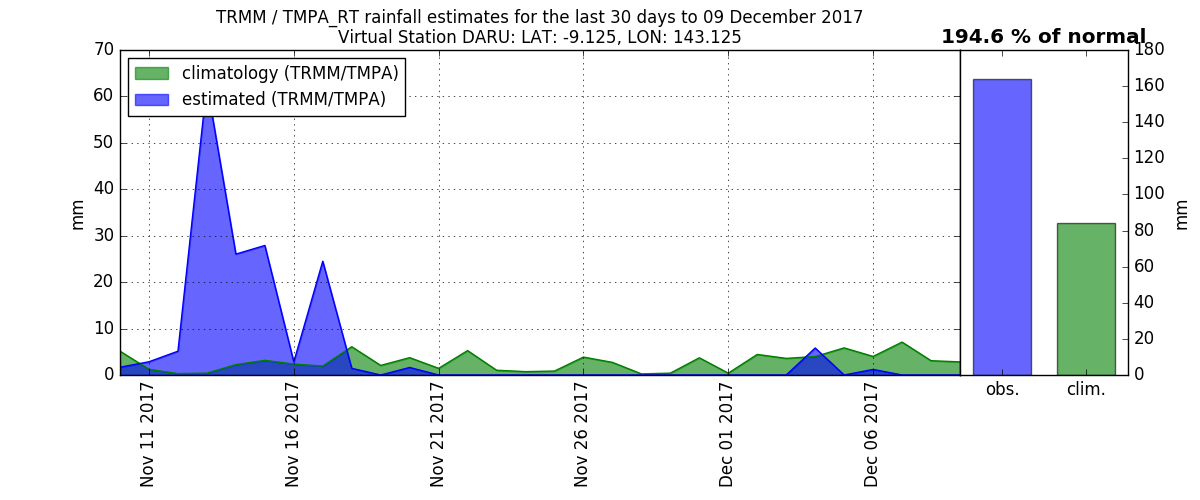 TRMM / TMPA_RT rainfall estimates for the last 30 days to 09 December 2017
Virtual Station DARU: LAT: -9.125, LON: 143.125
194.6 % of normal
climatology (TRMM/TMPA)
estimated (TRMM/TMPA)
mm
70
60
50
40
30
20
10
0
Nov 11 2017
Nov 16 2017
Nov 21 2017
Nov 26 2017
Dec 01 2017
Dec 06 2017
180
160
140
120
100
80
60
40
20
0
mm
obs.
clim.